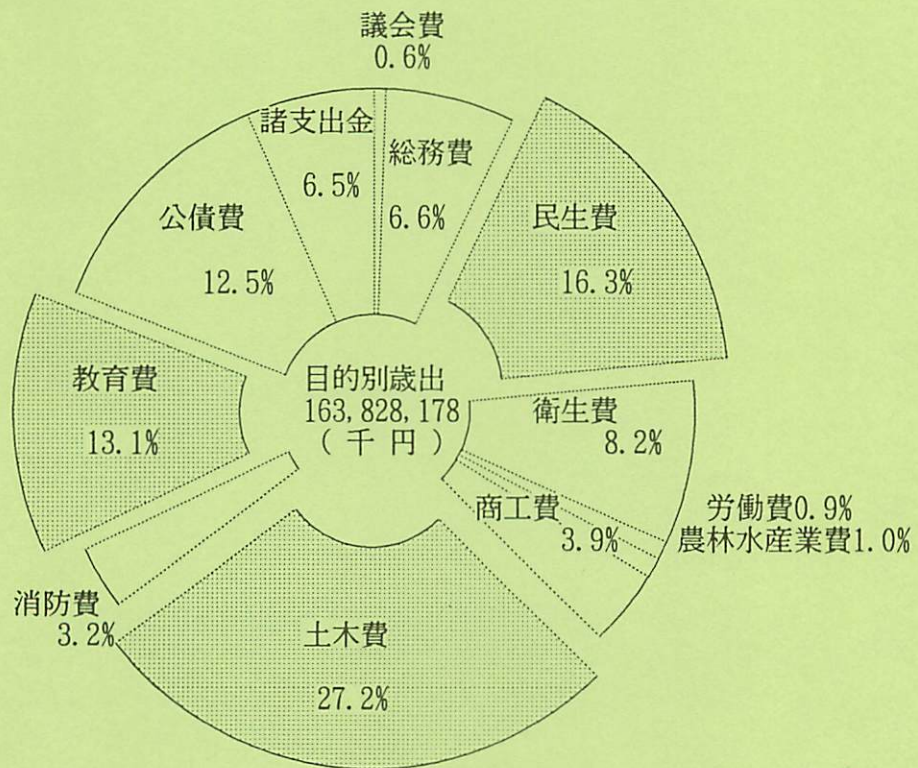 議会費
0.6%
総務費
6.6%
民生費
16.3%
衛生費
8.2%
労働費0.9%
農林水産業費1.0%
商工費
3.9%
土木費
27.2%
消防費
3.2%
教育費
13.1%
公債費
12.5%
諸支出金
6.5%
目的別歳出
163,828,178
(千円)